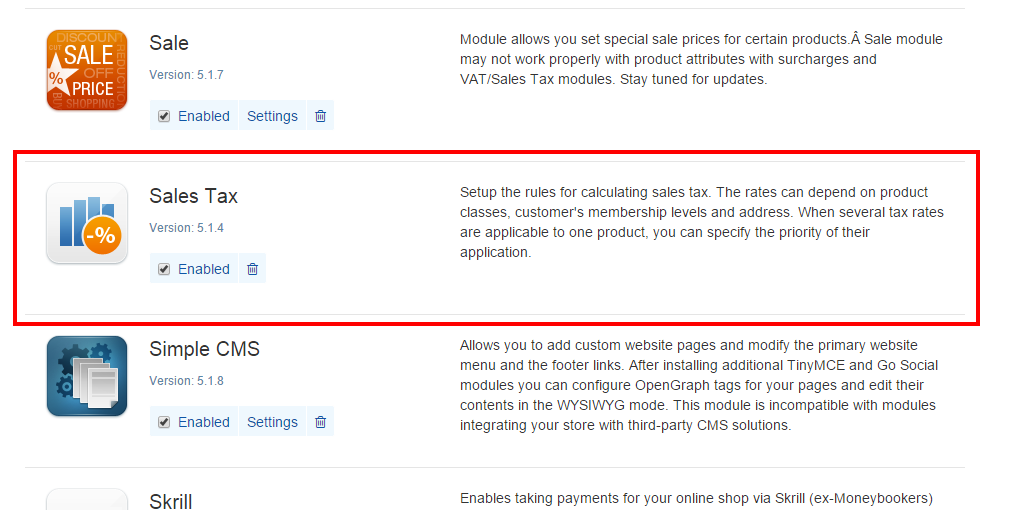 DISCOUNT
CUT
SALE
REDUCTION
%
OFF
PRICE
BUY
SHOPPING
Sale
Version: 5.1.7
Enabled
Settings
Module allows you set special sale prices for certain products.Â Sale module
may not work properly with product attributes with surcharges and
VAT/Sales Tax modules. Stay tuned for updates.
-%
Sales Tax
Version: 5.1.4
Enabled
Setup the rules for calculating sales tax. The rates can depend on product
classes, customer's membership levels and address. When several tax rates
are applicable to one product, you can specify the priority of their
application.
Simple CMS
Version: 5.1.8
Enabled
Settings
Allows you to add custom website pages and modify the primary website
menu and the footer links. After installing additional TinyMCE and Go Social
modules you can configure OpenGraph tags for your pages and edit their
contents in the WYSIWYG mode. This module is incompatible with modules
integrating your store with third-party CMS solutions.
Skrill
Enables taking payments for your online shop via Skrill (ex-Moneybookers)